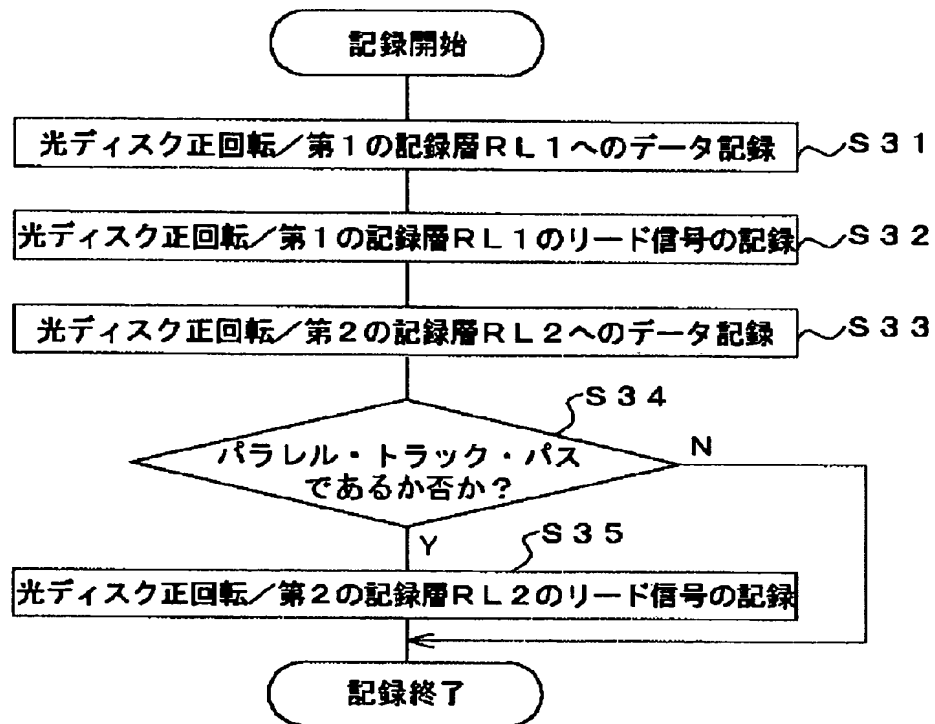 記録開始
光ディスク正回転／第１の記録層ＲＬ１へのデータ記録
Ｓ３１
光ディスク正回転／第１の記録層ＲＬ１のリード信号の記録
Ｓ３２
光ディスク正回転／第２の記録層ＲＬ２へのデータ記録
Ｓ３３
Ｓ３４
パラレル・トラック・パス
であるか否か？
N
Y
Ｓ３５
光ディスク正回転／第２の記録層ＲＬ２のリード信号の記録
記録終了